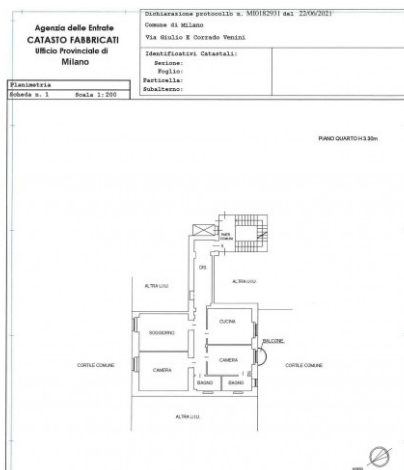 Agenzia delle Entrate
CATASTO FABBRICATI
Ufficio Provinciale di
Milano
Dichiarazione protocollo n. MI0182931 del 22/06/2021
Comune di Milano
Via Giulio E Corrado Venini
Identificativi Catastali:
Sezione:
Foglio:
Particella:
Subalterno:
Planimetria
Scheda n. 1 Scala 1:200
PIANO QUARTO H 3.30m
DIS
ALTRA U.I.U.
ALTRA U.I.U.
SOGGIORNO
CUCINA
BALCONE
CORTILE COMUNE
CAMERA
CAMERA
CORTILE COMUNE
BAGNO
BAGNO
ALTRA U.I.U.